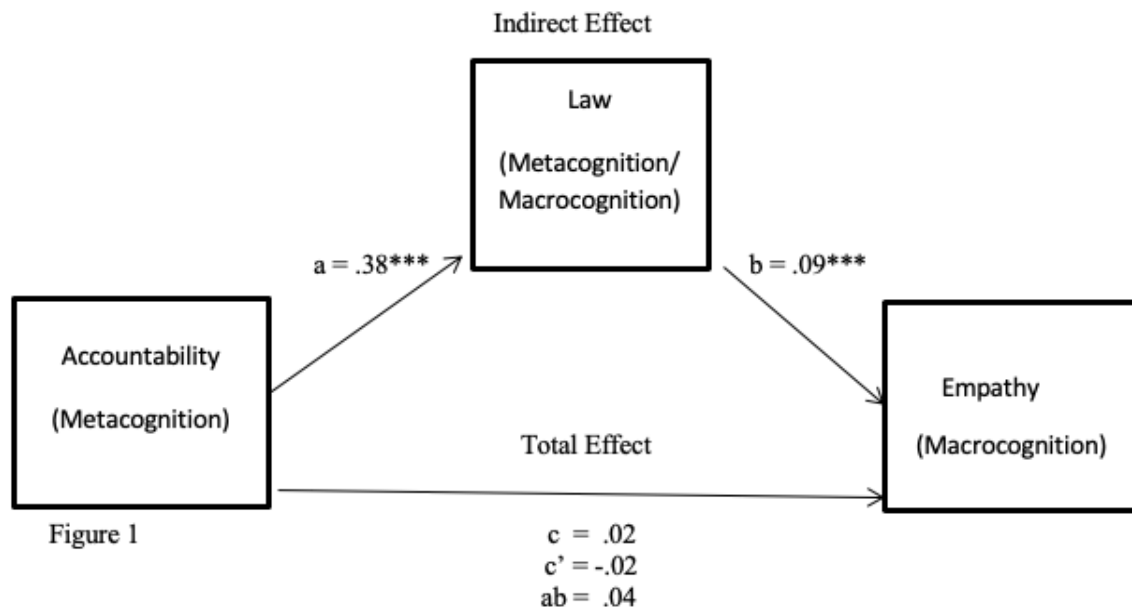 Indirect Effect
Law
(Metacognition/
Macrocognition)
a = .38***
b = .09***
Accountability
(Metacognition)
Empathy
(Macrocognition)
Total Effect
Figure 1
c = .02
c’ = -.02
ab = .04